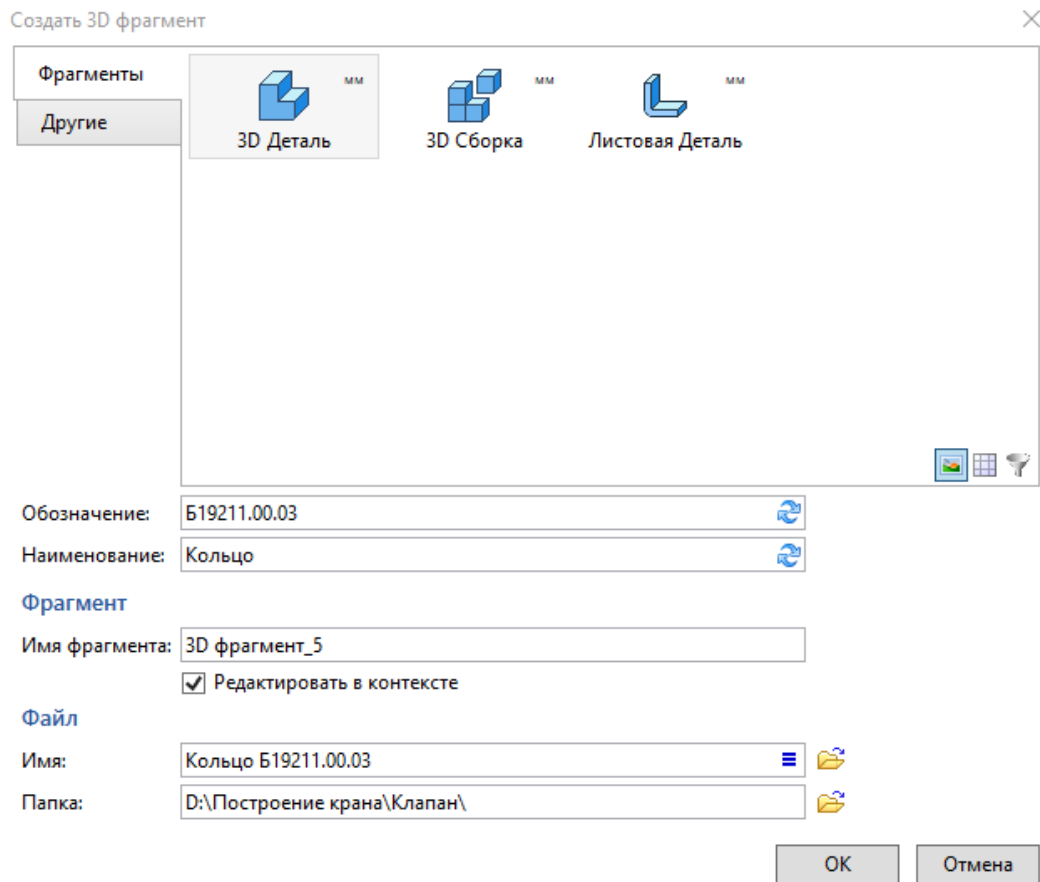 Создать 3D фрагмент
Фрагменты
Другие
мм
3D Деталь
мм
3D Сборка
мм
Листовая Деталь
Обозначение: Б19211.00.03
Наименование: Кольцо
Фрагмент
Имя фрагмента: 3D фрагмент_5
Редактировать в контексте
Файл
Имя: Кольцо Б19211.00.03
Папка: D:\Построение крана\Клапан\
ОК Отмена